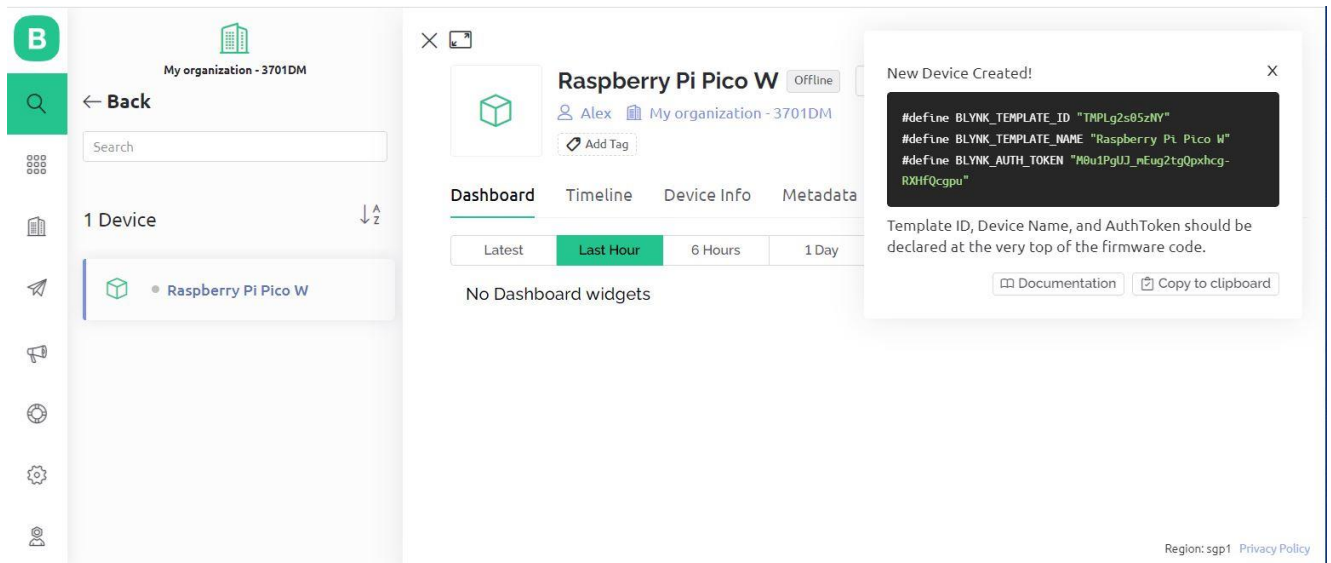 B
My organization - 3701DM
← Back
Search
1 Device
A
Z
Raspberry Pi Pico W
Raspberry Pi Pico W
Offline
Alex
My organization - 3701DM
Add Tag
Dashboard
Timeline
Device Info
Metadata
Latest
Last Hour
6 Hours
1 Day
No Dashboard widgets
New Device Created!
X
#define BLYNK_TEMPLATE_ID "TMPLg2s05zNY"
#define BLYNK_TEMPLATE_NAME "Raspberry Pi Pico W"
#define BLYNK_AUTH_TOKEN "M0u1PgUJ_mEug2tgQpxhcg-
RXHfQcgpu"
Template ID, Device Name, and AuthToken should be
declared at the very top of the firmware code.
Documentation
Copy to clipboard
Region: sgp1 Privacy Policy